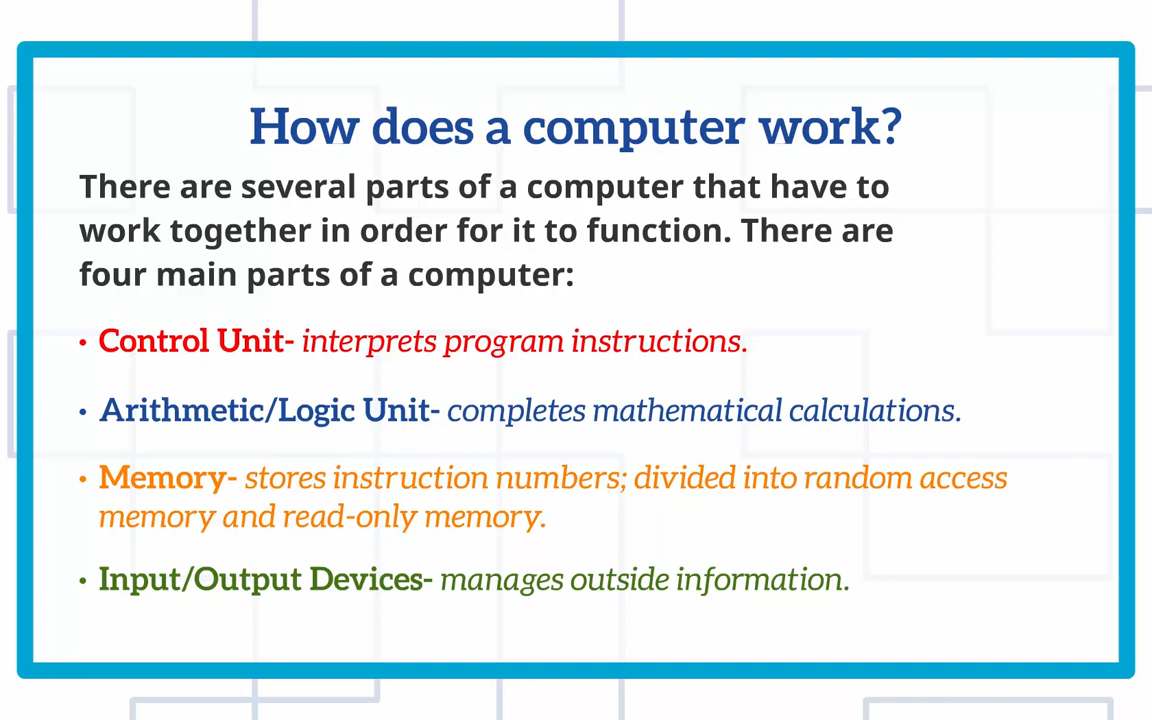 How does a computer work?
There are several parts of a computer that have to
work together in order for it to function. There are
four main parts of a computer:
• Control Unit- interprets program instructions.
• Arithmetic/Logic Unit- completes mathematical calculations.
• Memory- stores instruction numbers; divided into random access
memory and read-only memory.
• Input/Output Devices- manages outside information.